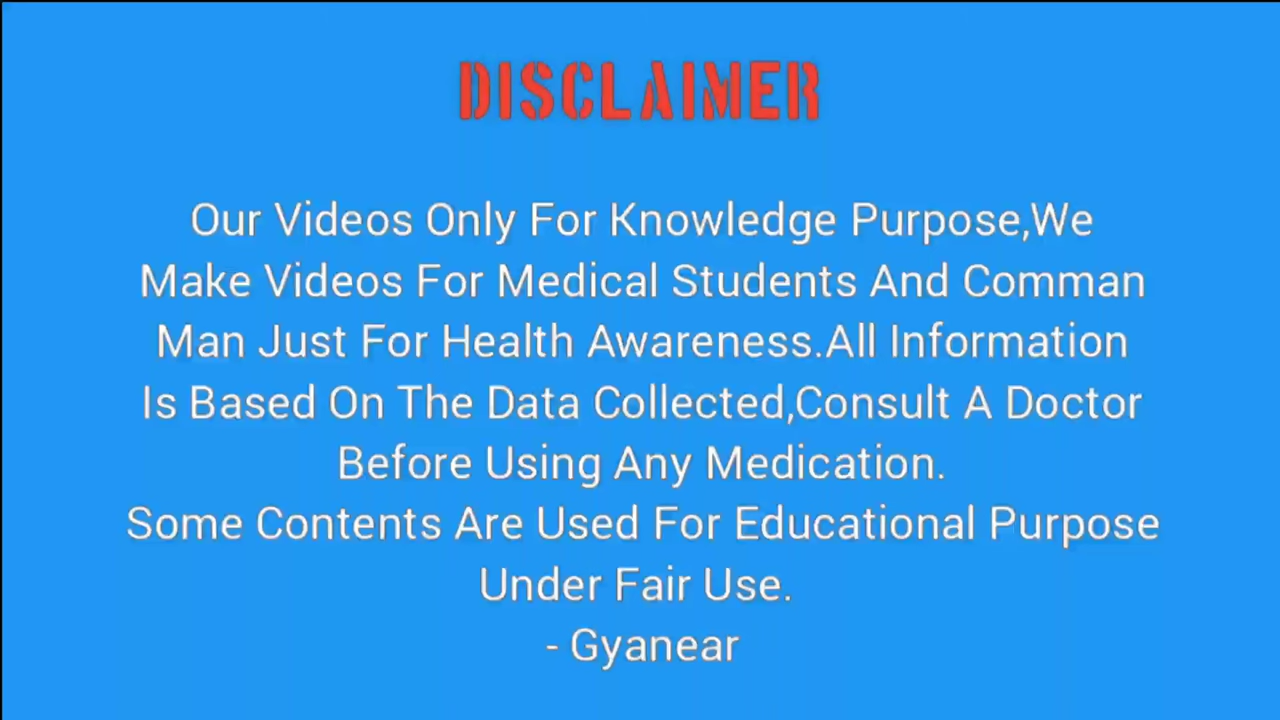 DISCLAIMER
Our Videos Only For Knowledge Purpose,We
Make Videos For Medical Students And Comman
Man Just For Health Awareness.All Information
Is Based On The Data Collected,Consult A Doctor
Before Using Any Medication.
Some Contents Are Used For Educational Purpose
Under Fair Use.
- Gyanear